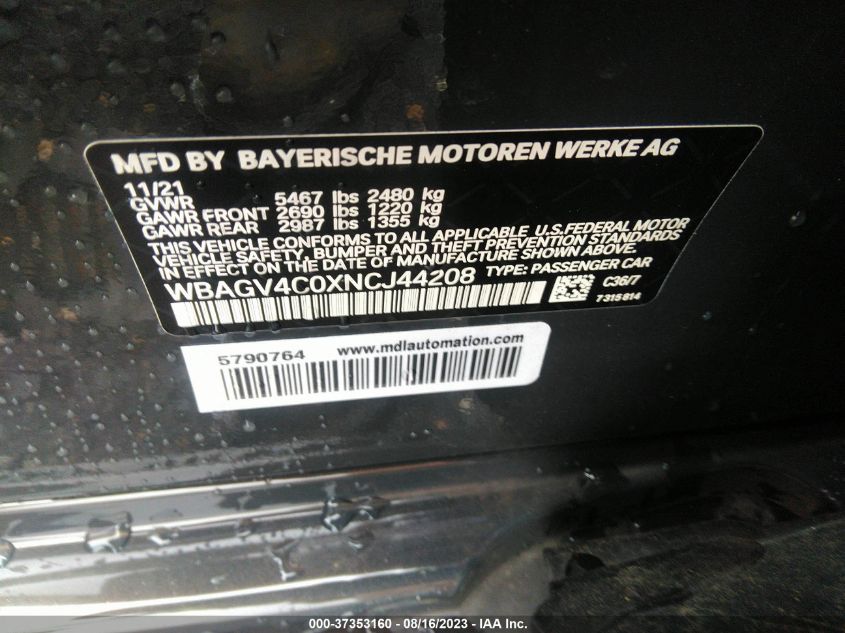 MFD BY BAYERISCHE MOTOREN WERKE AG
11/21
GVWR 5467 lbs 2480 kg
GAWR FRONT 2690 lbs 1220 kg
GAWR REAR 2987 lbs 1355 kg
THIS VEHICLE CONFORMS TO ALL APPLICABLE U.S.FEDERAL MOTOR
VEHICLE SAFETY, BUMPER AND THEFT PREVENTION STANDARDS
IN EFFECT ON THE DATE OF MANUFACTURE SHOWN ABOVE.
WBAGV4C0XNCJ44208 TYPE: PASSENGER CAR
C36/7
7315814
5790764 www.mdlautomation.com
000-37353160 - 08/16/2023 - IAA Inc.